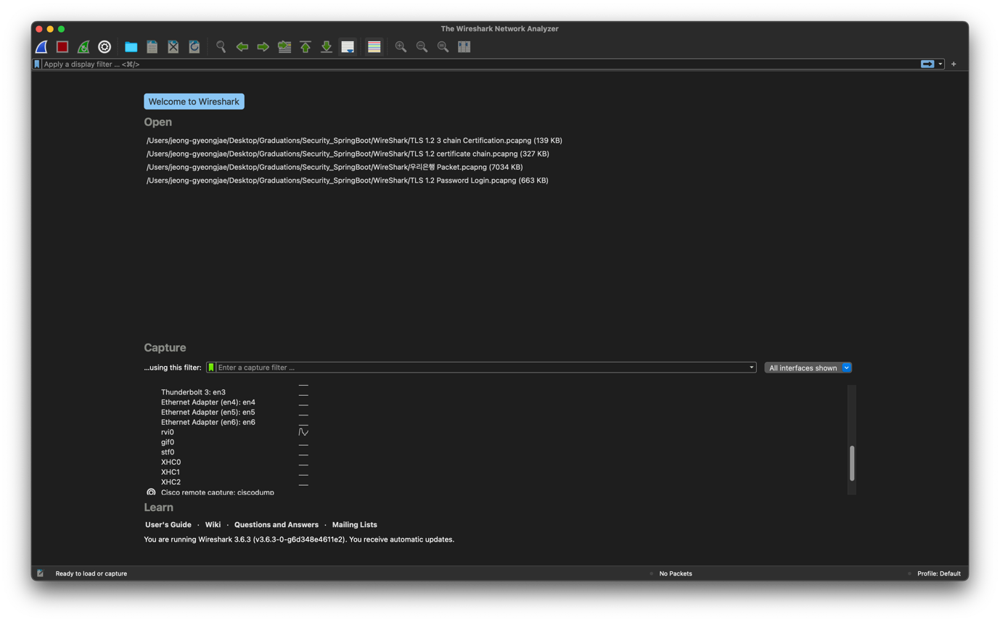 The Wireshark Network Analyzer
Apply a display filter ... <⌘/>
+
Welcome to Wireshark
Open
/Users/jeong-gyeongjae/Desktop/Graduations/Security_SpringBoot/WireShark/TLS 1.2 3 chain Certification.pcapng (139 KB)
/Users/jeong-gyeongjae/Desktop/Graduations/Security_SpringBoot/WireShark/TLS 1.2 certificate chain.pcapng (327 KB)
/Users/jeong-gyeongjae/Desktop/Graduations/Security_SpringBoot/WireShark/우리은행 Packet.pcapng (7034 KB)
/Users/jeong-gyeongjae/Desktop/Graduations/Security_SpringBoot/WireShark/TLS 1.2 Password Login.pcapng (663 KB)
Capture
...using this filter: Enter a capture filter ... All interfaces shown
Thunderbolt 3: en3
Ethernet Adapter (en4): en4
Ethernet Adapter (en5): en5
Ethernet Adapter (en6): en6
rvi0
gif0
stf0
XHC0
XHC1
XHC2
Cisco remote capture: ciscodump
Learn
User's Guide · Wiki · Questions and Answers · Mailing Lists
You are running Wireshark 3.6.3 (v3.6.3-0-g6d348e4611e2). You receive automatic updates.
Ready to load or capture No Packets Profile: Default